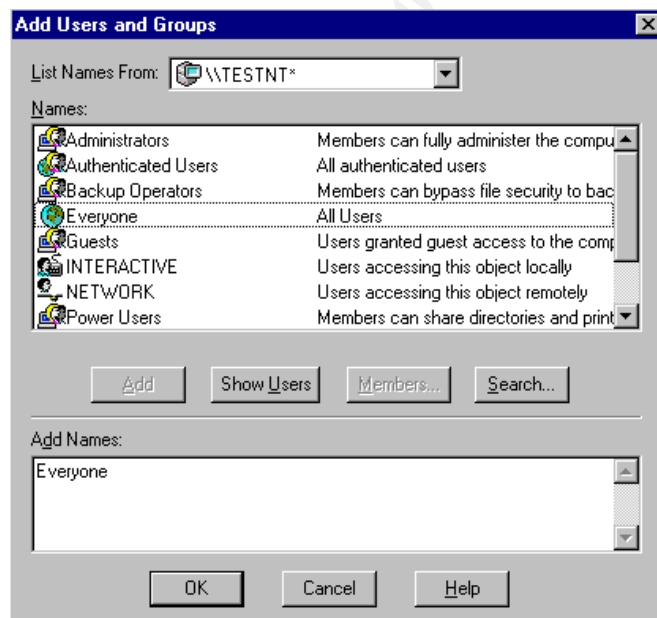 Add Users and Groups
List Names From: \\TESTNT*
Names:
Administrators Members can fully administer the compu
Authenticated Users All authenticated users
Backup Operators Members can bypass file security to bac
Everyone All Users
Guests Users granted guest access to the comp
INTERACTIVE Users accessing this object locally
NETWORK Users accessing this object remotely
Power Users Members can share directories and print
Add Show Users Members... Search...
Add Names:
Everyone
OK Cancel Help